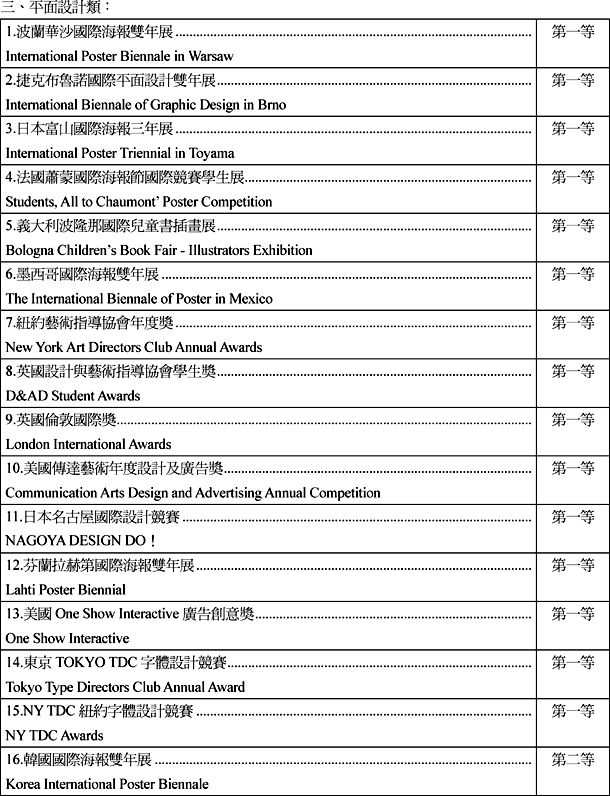 三、平面設計類：
1.波蘭華沙國際海報雙年展........................................ 第一等
International Poster Biennale in Warsaw
2.捷克布魯諾國際平面設計雙年展........................................ 第一等
International Biennale of Graphic Design in Brno
3.日本富山國際海報三年展........................................ 第一等
International Poster Triennial in Toyama
4.法國蕭蒙國際海報節國際競賽學生展........................................ 第一等
Students, All to Chaumont’ Poster Competition
5.義大利波隆那國際兒童書插畫展........................................ 第一等
Bologna Children’s Book Fair - Illustrators Exhibition
6.墨西哥國際海報雙年展........................................ 第一等
The International Biennale of Poster in Mexico
7.紐約藝術指導協會年度獎........................................ 第一等
New York Art Directors Club Annual Awards
8.英國設計與藝術指導協會學生獎........................................ 第一等
D&AD Student Awards
9.英國倫敦國際獎........................................ 第一等
London International Awards
10.美國傳達藝術年度設計及廣告獎........................................ 第一等
Communication Arts Design and Advertising Annual Competition
11.日本名古屋國際設計競賽........................................ 第一等
NAGOYA DESIGN DO！
12.芬蘭拉赫第國際海報雙年展........................................ 第一等
Lahti Poster Biennial
13.美國 One Show Interactive 廣告創意獎........................................ 第一等
One Show Interactive
14.東京 TOKYO TDC 字體設計競賽........................................ 第一等
Tokyo Type Directors Club Annual Award
15.NY TDC 紐約字體設計競賽........................................ 第一等
NY TDC Awards
16.韓國國際海報雙年展........................................ 第二等
Korea International Poster Biennale